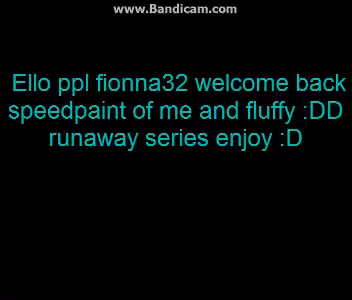 www.Bandicam.com
Ello ppl fionna32 welcome back
speedpaint of me and fluffy :DD
runaway series enjoy :D